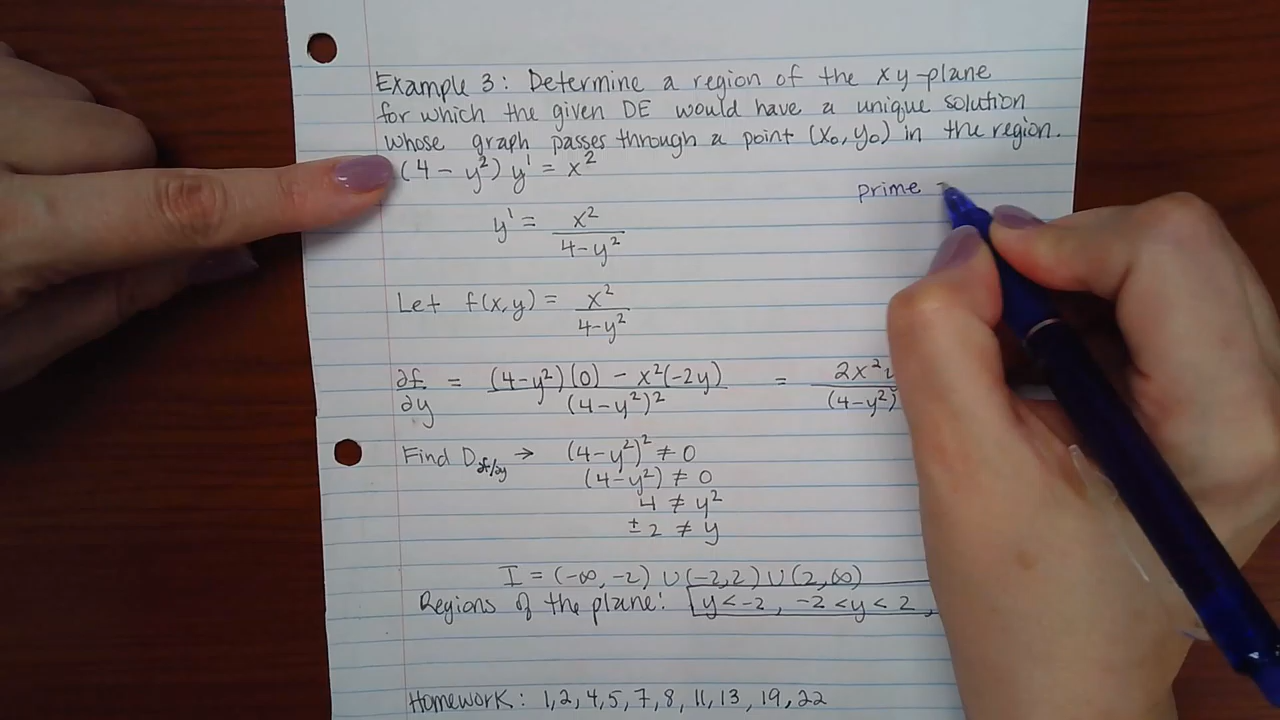 Example 3: Determine a region of the xy-plane
for which the given DE would have a unique solution
whose graph passes through a point (x₀, y₀) in the region.
(4 - y²) y' = x²
prime
y' = x² / (4-y²)
Let f(x,y) = x² / (4-y²)
∂f/∂y = ((4-y²)(0) - x²(-2y)) / (4-y²)² = 2x² / (4-y²)
Find D_∂f/∂y → (4-y²)² ≠ 0
(4-y²) ≠ 0
4 ≠ y²
±2 ≠ y
I = (-∞, -2) ∪ (-2,2) ∪ (2,∞)
Regions of the plane: y < -2, -2 < y < 2,
Homework: 1, 2, 4, 5, 7, 8, 11, 13, 19, 22